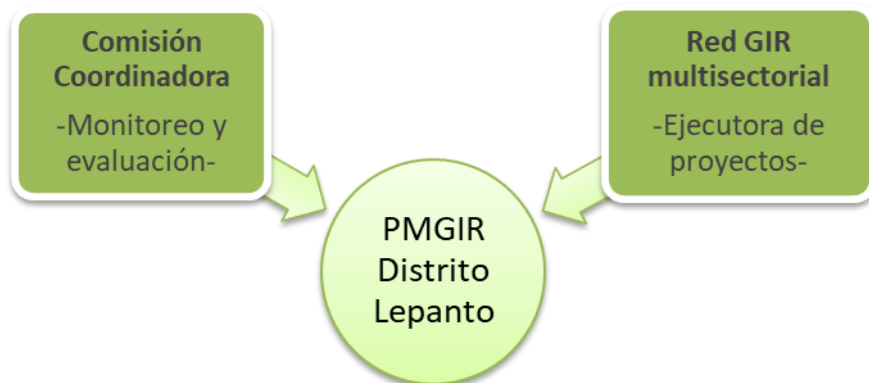 Comisión
Coordinadora
-Monitoreo y
evaluación-
Red GIR
multisectorial
-Ejecutora de
proyectos-
PMGIR
Distrito
Lepanto